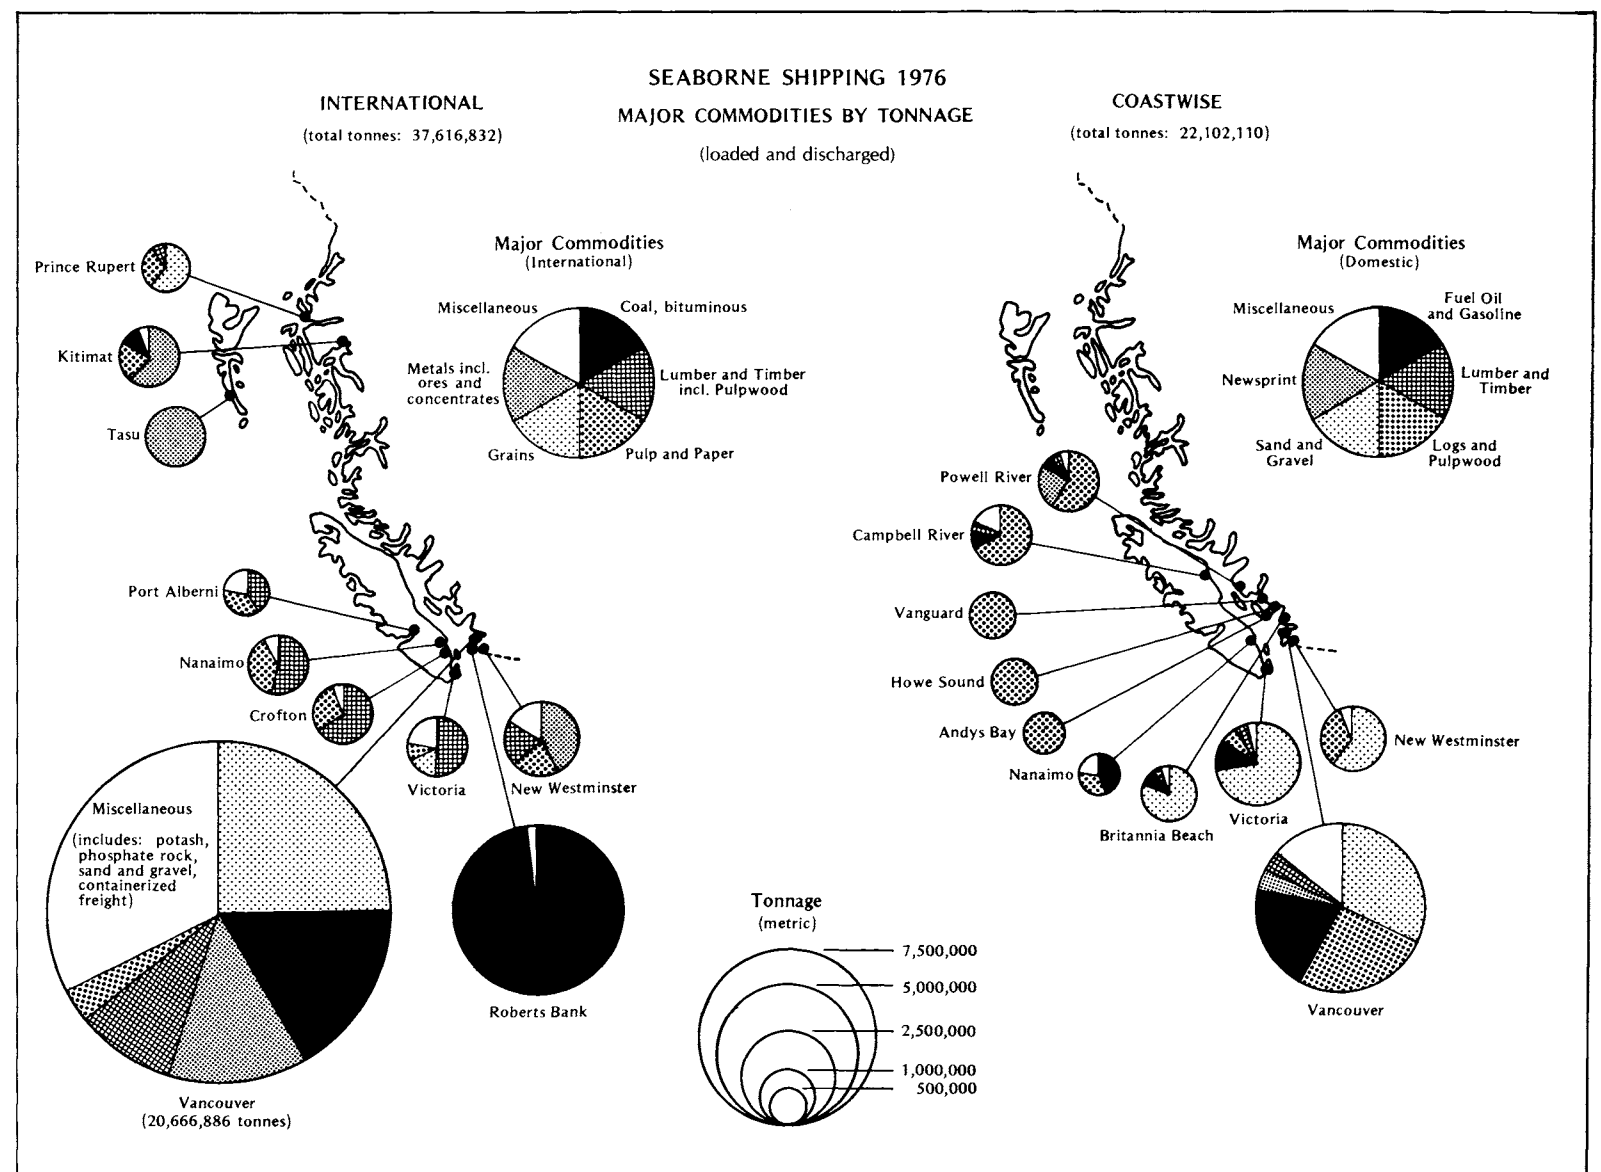 SEABORNE SHIPPING 1976
MAJOR COMMODITIES BY TONNAGE
(loaded and discharged)
INTERNATIONAL
(total tonnes: 37,616,832)
COASTWISE
(total tonnes: 22,102,110)
Prince Rupert
Kitimat
Tasu
Major Commodities
(International)
Miscellaneous
Coal, bituminous
Metals incl.
ores and
concentrates
Lumber and Timber
incl. Pulpwood
Grains
Pulp and Paper
Port Alberni
Nanaimo
Crofton
Victoria
New Westminster
Miscellaneous
(includes: potash,
phosphate rock,
sand and gravel,
containerized
freight)
Vancouver
(20,666,886 tonnes)
Roberts Bank
Tonnage
(metric)
7,500,000
5,000,000
2,500,000
1,000,000
500,000
Major Commodities
(Domestic)
Miscellaneous
Fuel Oil
and Gasoline
Newsprint
Lumber and
Timber
Sand and
Gravel
Logs and
Pulpwood
Powell River
Campbell River
Vanguard
Howe Sound
Andys Bay
Nanaimo
Britannia Beach
Victoria
New Westminster
Vancouver